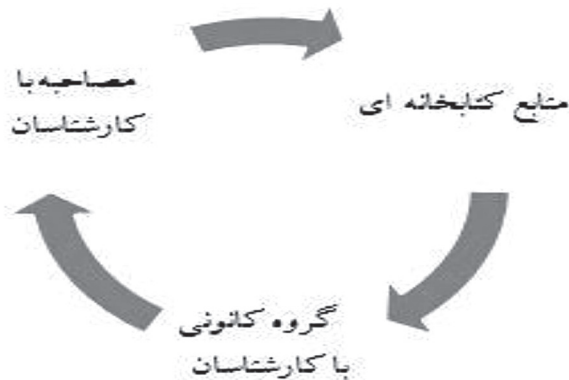 منابع کتابخانه ای
گروه کانونی
با کارشناسان
مصاحبه با
کارشناسان